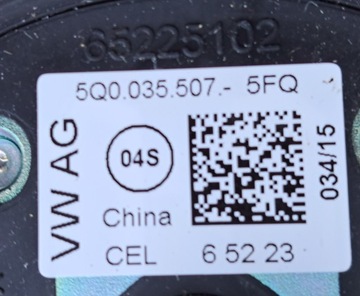 65225102
5Q0.035.507.- 5FQ
VW AG
04S
034/15
China
CEL 6 52 23